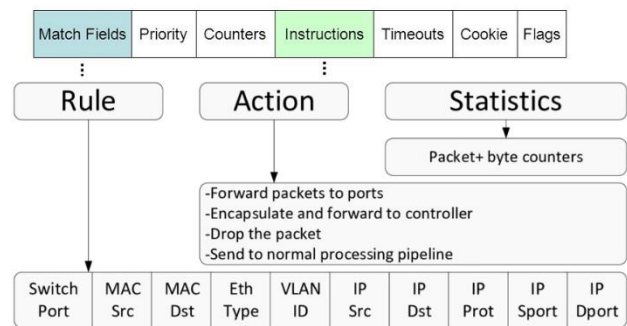 Match Fields Priority Counters Instructions Timeouts Cookie Flags
Rule Action Statistics
Packet+ byte counters
-Forward packets to ports
-Encapsulate and forward to controller
-Drop the packet
-Send to normal processing pipeline
Switch MAC MAC Eth VLAN IP IP IP IP IP
Port Src Dst Type ID Src Dst Prot Sport Dport